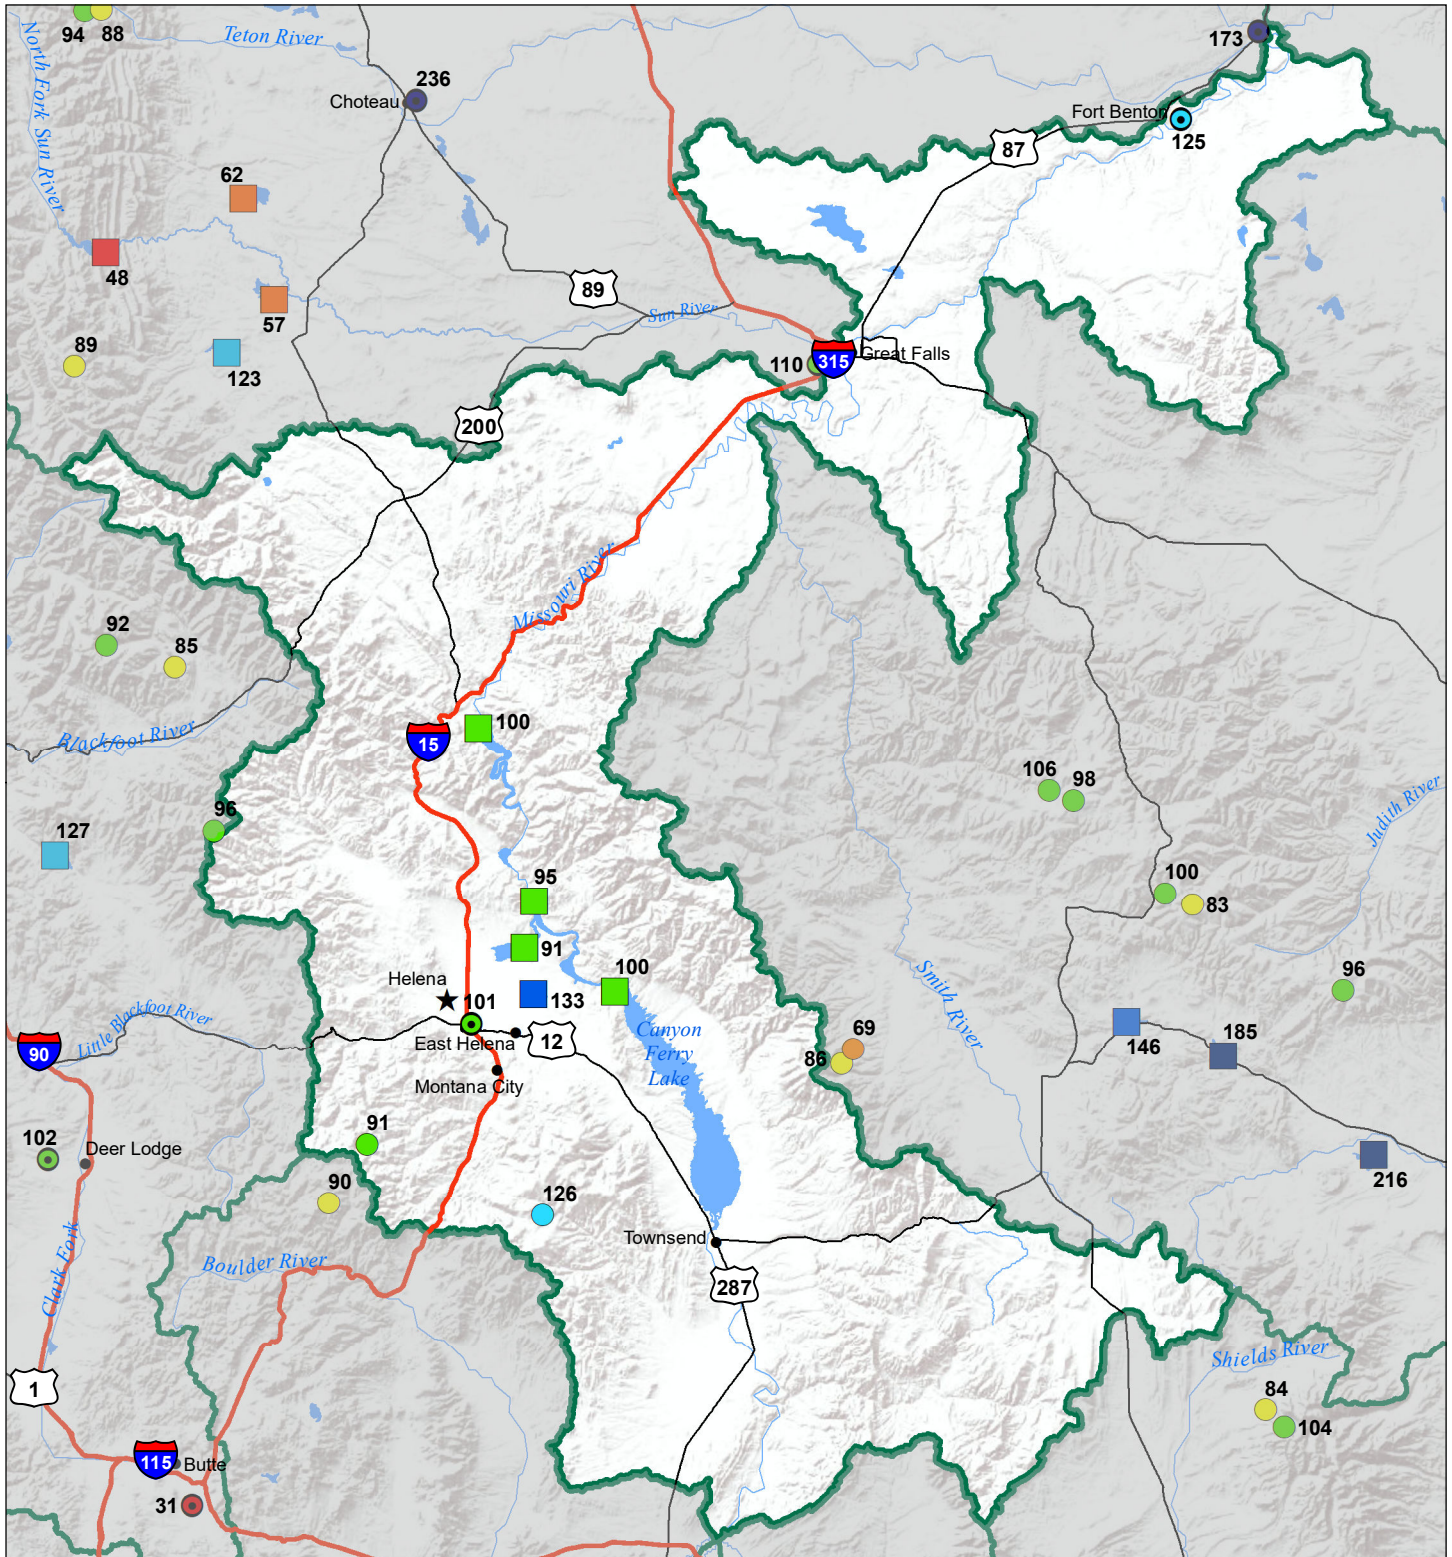 94
88
Teton River
North Fork Sun River
236
Choteau
173
Fort Benton
125
87
62
48
57
89
Sun River
89
123
110
315
Great Falls
200
Missouri River
92
85
Blackfoot River
15
100
106
98
Judith River
96
127
95
100
83
91
Helena
101
133
100
Smith River
96
Little Blackfoot River
90
East Helena
12
Canyon
Ferry
Lake
69
86
146
185
Montana City
102
Deer Lodge
91
216
90
126
Townsend
Clark Fork
Boulder River
287
Shields River
1
84
104
115
Butte
31